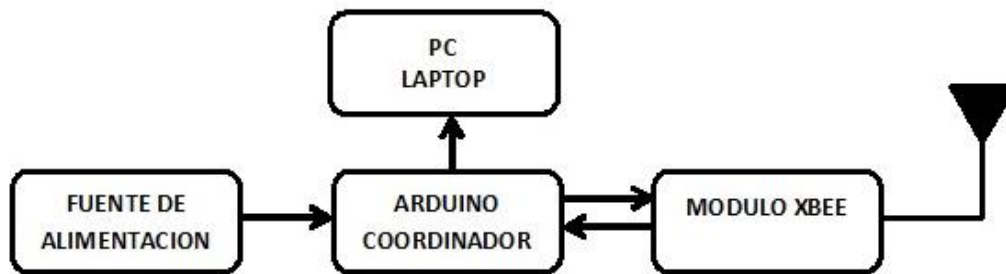 PC
LAPTOP
FUENTE DE
ALIMENTACION
ARDUINO
COORDINADOR
MODULO XBEE